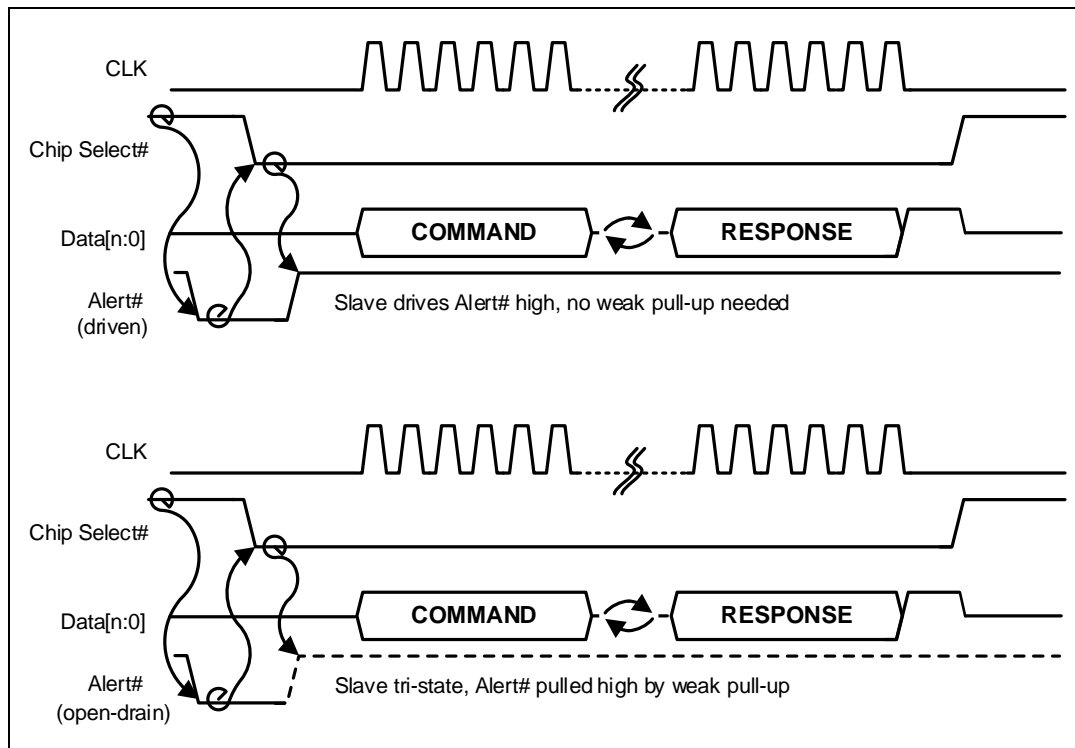 CLK
Chip Select#
Data[n:0]
COMMAND
RESPONSE
Alert#
(driven)
Slave drives Alert# high, no weak pull-up needed
CLK
Chip Select#
Data[n:0]
COMMAND
RESPONSE
Alert#
(open-drain)
Slave tri-state, Alert# pulled high by weak pull-up